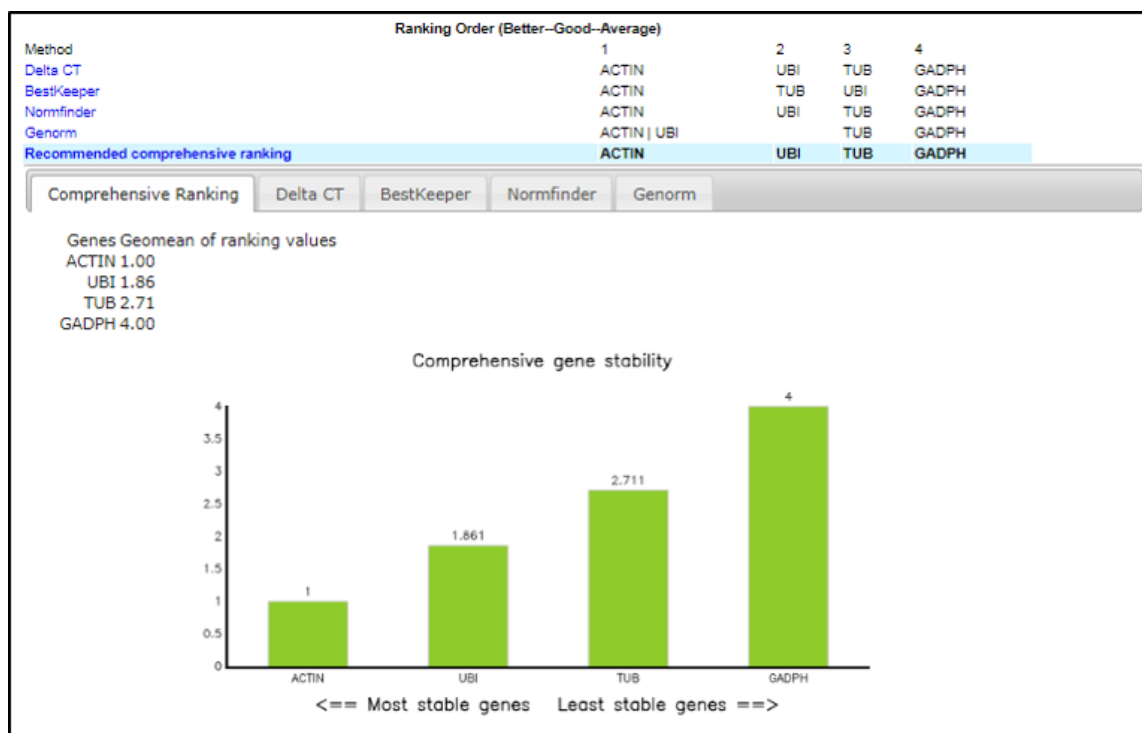 Ranking Order (Better--Good--Average)
Method 1 2 3 4
Delta CT ACTIN UBI TUB GADPH
BestKeeper ACTIN TUB UBI GADPH
Normfinder ACTIN UBI TUB GADPH
Genorm ACTIN | UBI TUB GADPH
Recommended comprehensive ranking ACTIN UBI TUB GADPH
Comprehensive Ranking Delta CT BestKeeper Normfinder Genorm
Genes Geomean of ranking values
ACTIN 1.00
UBI 1.86
TUB 2.71
GADPH 4.00
Comprehensive gene stability
4
4
3.5
3
2.711
2.5
2
1.861
1.5
1
1
0.5
0
ACTIN UBI TUB GADPH
<== Most stable genes Least stable genes ==>